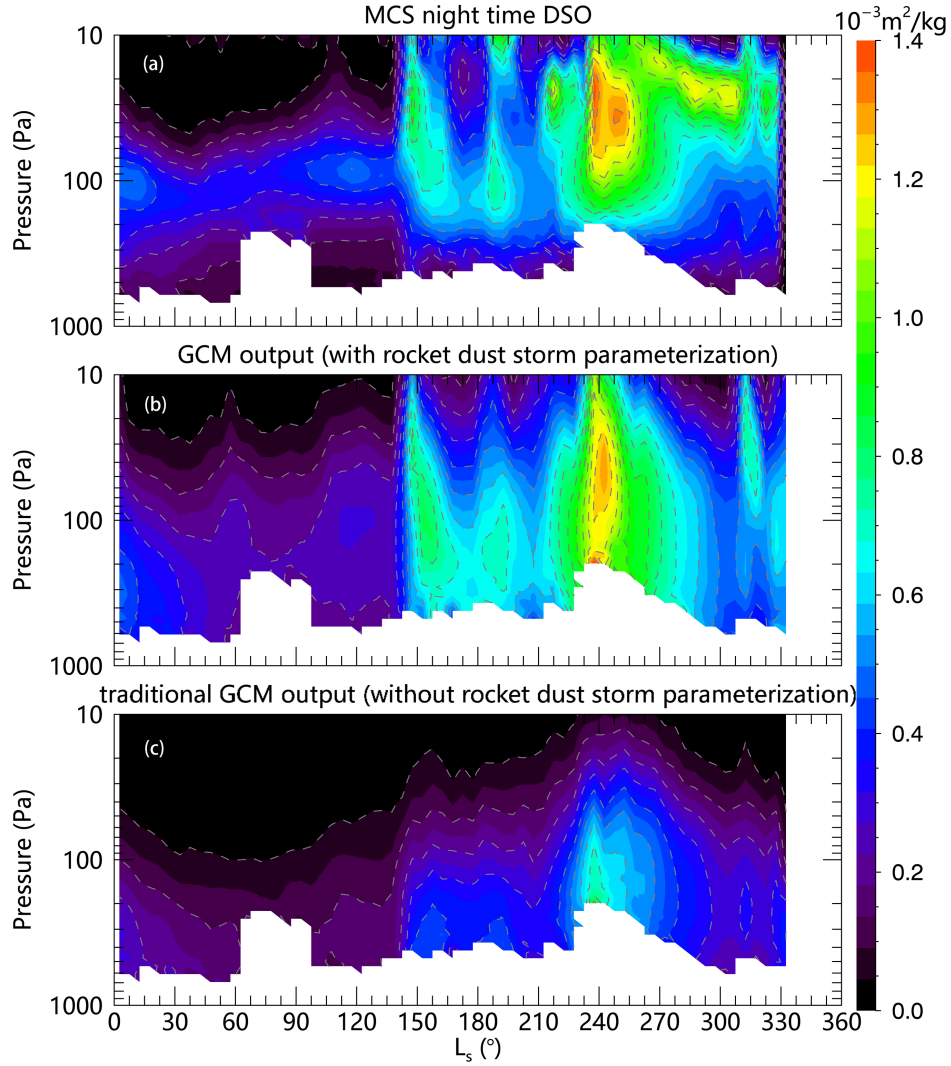 MCS night time DSO
10⁻³m²/kg
(a)
10
100
1000
Pressure (Pa)
GCM output (with rocket dust storm parameterization)
(b)
10
100
1000
Pressure (Pa)
traditional GCM output (without rocket dust storm parameterization)
(c)
10
100
1000
Pressure (Pa)
0 30 60 90 120 150 180 210 240 270 300 330 360
Lₛ (°)
1.4
1.2
1.0
0.8
0.6
0.4
0.2
0.0